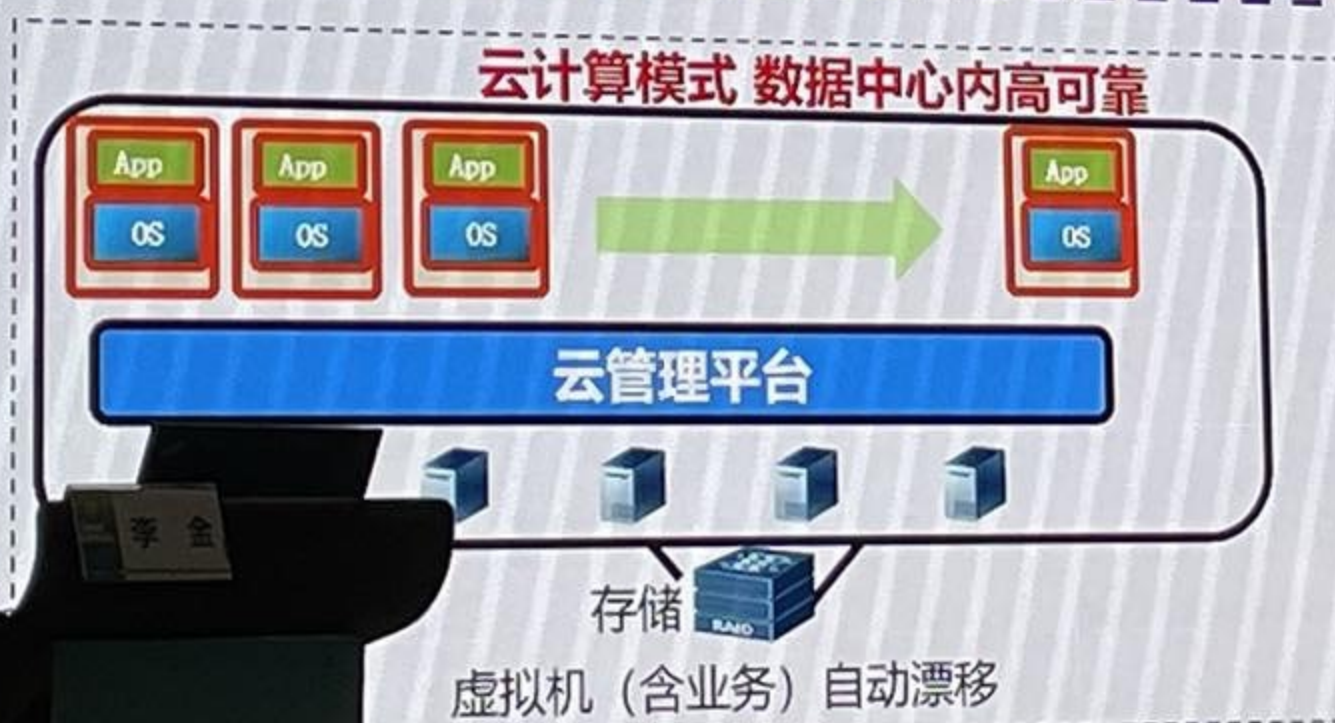 云计算模式 数据中心内高可靠
App App App App
OS OS OS OS
云管理平台
李 金
存储
RAID
虚拟机（含业务）自动漂移